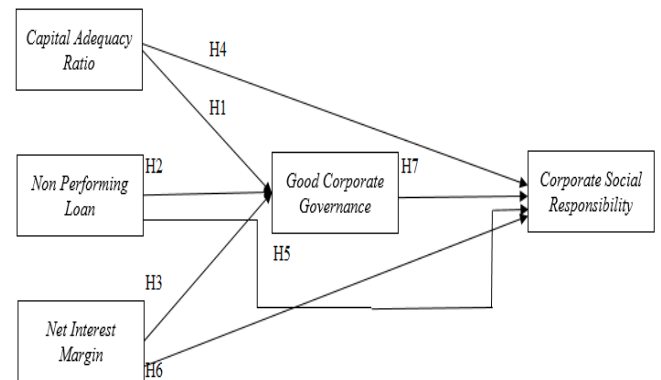 Capital Adequacy
Ratio
H4
H1
H2
Non Performing
Loan
Good Corporate
Governance
H7
Corporate Social
Responsibility
H5
H3
Net Interest
Margin
H6